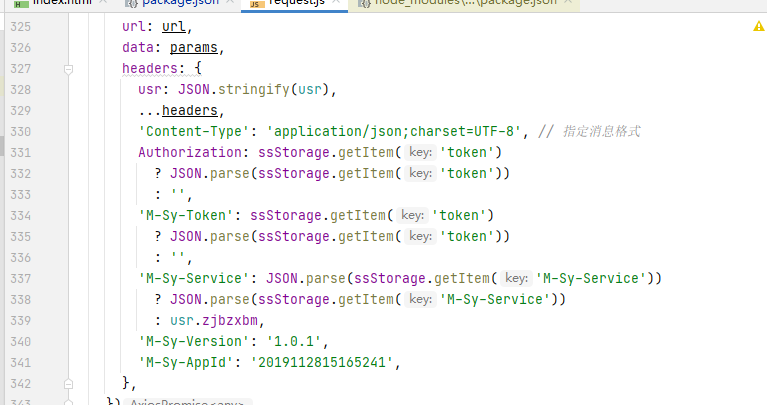 index.html package.json request.js node_modules\...\package.json
325 url: url,
326 data: params,
327 headers: {
328 usr: JSON.stringify(usr),
329 ...headers,
330 'Content-Type': 'application/json;charset=UTF-8', // 指定消息格式
331 Authorization: ssStorage.getItem( key: 'token')
332 ? JSON.parse(ssStorage.getItem( key: 'token'))
333 : '',
334 'M-Sy-Token': ssStorage.getItem( key: 'token')
335 ? JSON.parse(ssStorage.getItem( key: 'token'))
336 : '',
337 'M-Sy-Service': JSON.parse(ssStorage.getItem( key: 'M-Sy-Service'))
338 ? JSON.parse(ssStorage.getItem( key: 'M-Sy-Service'))
339 : usr.zjbzxbm,
340 'M-Sy-Version': '1.0.1',
341 'M-Sy-AppId': '2019112815165241',
342 },
343 }) AxiosPromise<any>